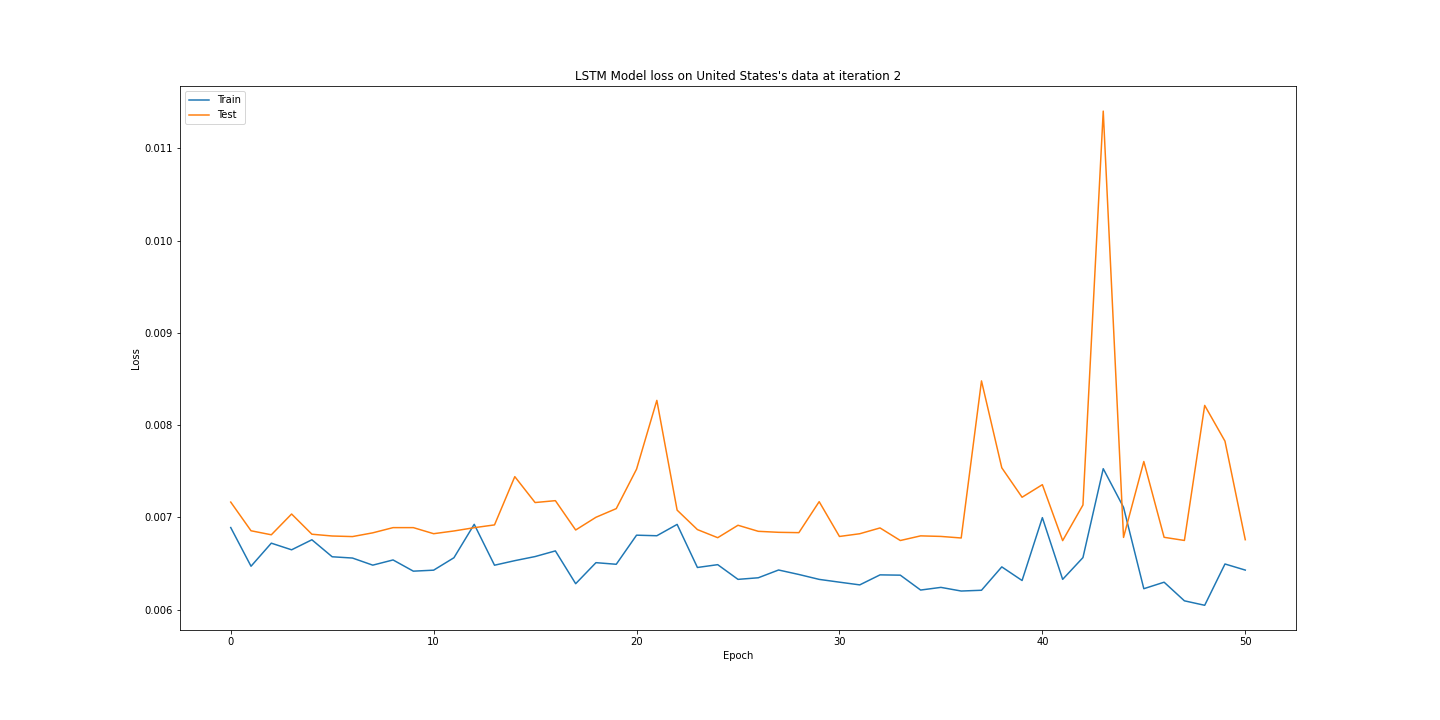 LSTM Model loss on United States's data at iteration 2
Train
Test
0.011
0.010
0.009
0.008
0.007
0.006
Loss
0 10 20 30 40 50
Epoch